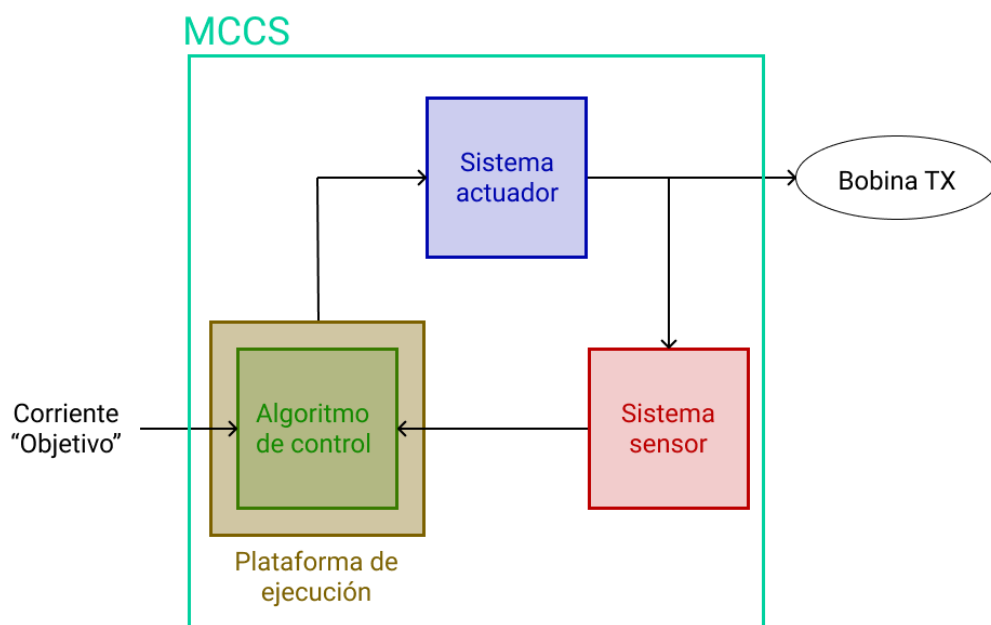 MCCS
Sistema
actuador
Bobina TX
Corriente
“Objetivo”
Algoritmo
de control
Sistema
sensor
Plataforma de
ejecución